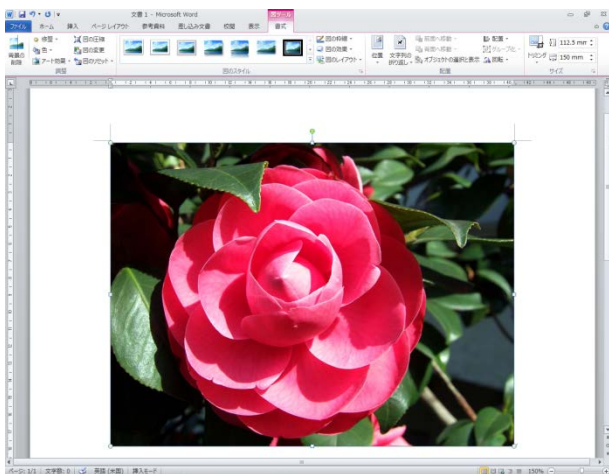 文書 1 - Microsoft Word
図ツール
ファイル ホーム 挿入 ページ レイアウト 参考資料 差し込み文書 校閲 表示 書式
背景の削除
修整
色
アート効果
図の圧縮
図の変更
図のリセット
調整
図のスタイル
図の枠線
図の効果
図のレイアウト
位置
文字列の折り返し
前面へ移動
背面へ移動
オブジェクトの選択と表示
配置
グループ化
回転
配置
トリミング
112.5 mm
150 mm
サイズ
ページ: 1/1 文字数: 0 英語 (米国) 挿入モード 150%